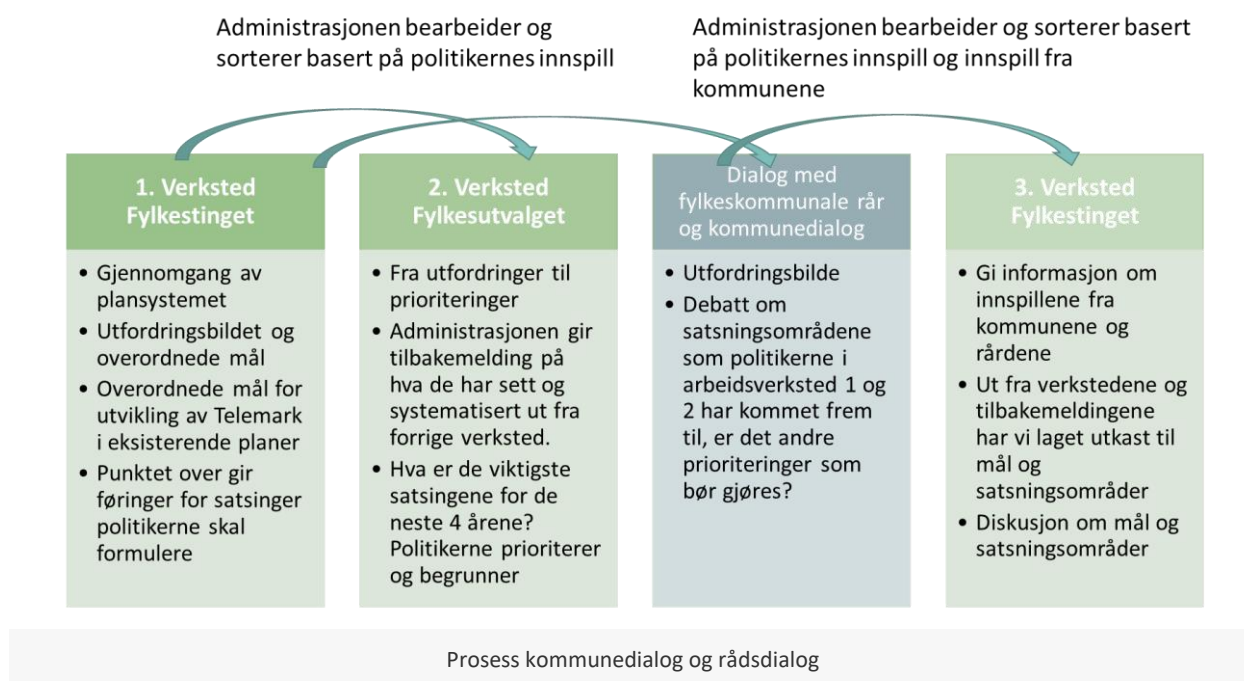 Administrasjonen bearbeider og
sorterer basert på politikernes innspill
Administrasjonen bearbeider og sorterer basert
på politikernes innspill og innspill fra
kommunene
1. Verksted
Fylkestinget
• Gjennomgang av
plansystemet
• Utfordringsbildet og
overordnede mål
• Overordnede mål for
utvikling av Telemark
i eksisterende planer
• Punktet over gir
føringer for satsinger
politikerne skal
formulere
2. Verksted
Fylkesutvalget
• Fra utfordringer til
prioriteringer
• Administrasjonen gir
tilbakemelding på
hva de har sett og
systematisert ut fra
forrige verksted.
• Hva er de viktigste
satsingene for de
neste 4 årene?
Politikerne prioriterer
og begrunner
Dialog med
fylkeskommunale rår
og kommunedialog
• Utfordringsbilde
• Debatt om
satsningsområdene
som politikerne i
arbeidsverksted 1 og
2 har kommet frem
til, er det andre
prioriteringer som
bør gjøres?
3. Verksted
Fylkestinget
• Gi informasjon om
innspillene fra
kommunene og
rårdene
• Ut fra verkstedene og
tilbakemeldingene
har vi laget utkast til
mål og
satsningsområder
• Diskusjon om mål og
satsningsområder
Prosess kommunedialog og rådsdialog